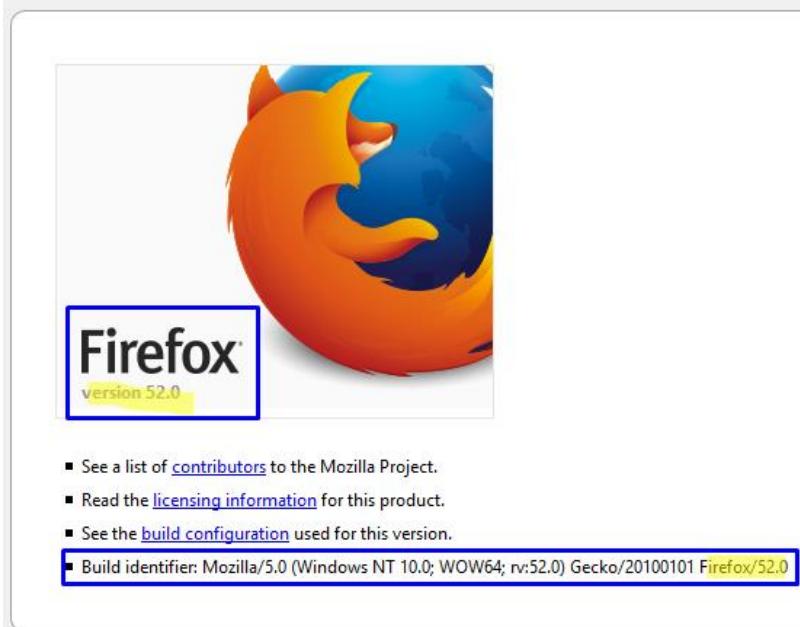 Firefox
version 52.0
See a list of contributors to the Mozilla Project.
Read the licensing information for this product.
See the build configuration used for this version.
Build identifier: Mozilla/5.0 (Windows NT 10.0; WOW64; rv:52.0) Gecko/20100101 Firefox/52.0